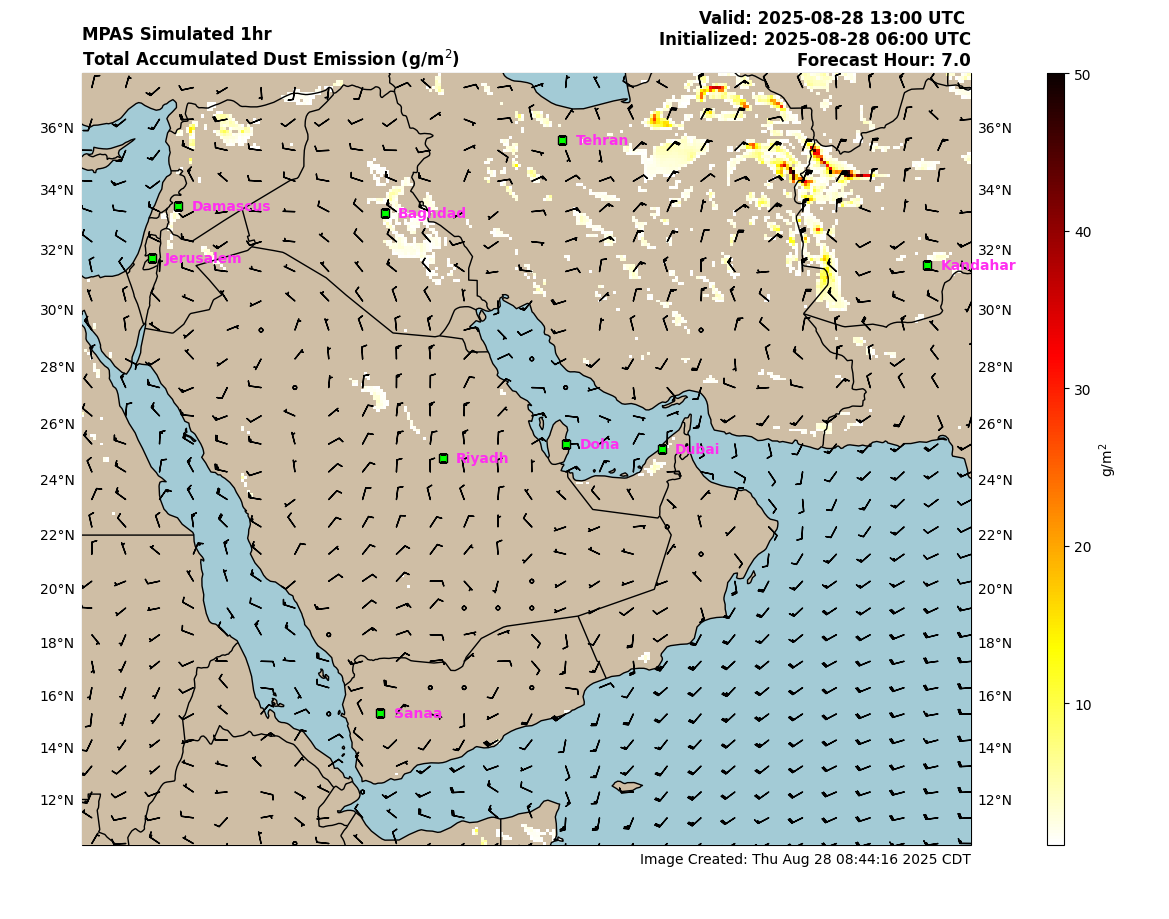 MPAS Simulated 1hr
Total Accumulated Dust Emission (g/m²)
Valid: 2025-08-28 13:00 UTC
Initialized: 2025-08-28 06:00 UTC
Forecast Hour: 7.0
36°N
34°N
32°N
30°N
28°N
26°N
24°N
22°N
20°N
18°N
16°N
14°N
12°N
Tehran
Damascus
Baghdad
Jerusalem
Kandahar
Doha
Dubai
Riyadh
Sanaa
36°N
34°N
32°N
30°N
28°N
26°N
24°N
22°N
20°N
18°N
16°N
14°N
12°N
50
40
30
20
10
g/m²
Image Created: Thu Aug 28 08:44:16 2025 CDT